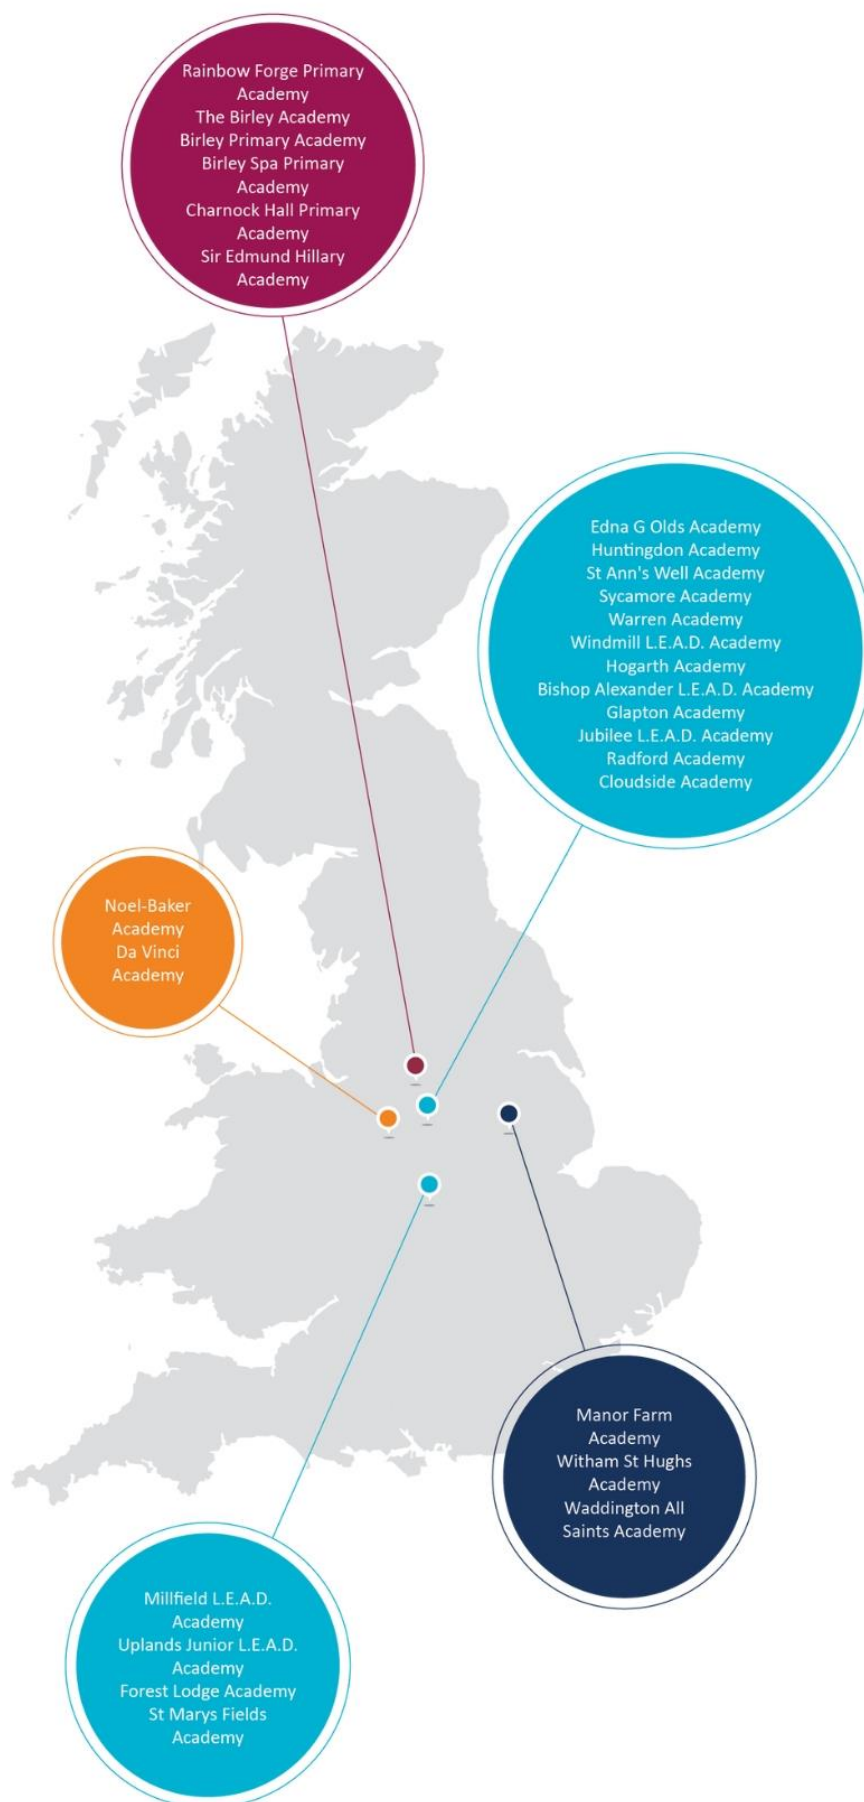 Rainbow Forge Primary
Academy
The Birley Academy
Birley Primary Academy
Birley Spa Primary
Academy
Charnock Hall Primary
Academy
Sir Edmund Hillary
Academy
Edna G Olds Academy
Huntingdon Academy
St Ann's Well Academy
Sycamore Academy
Warren Academy
Windmill L.E.A.D. Academy
Hogarth Academy
Bishop Alexander L.E.A.D. Academy
Glapton Academy
Jubilee L.E.A.D. Academy
Radford Academy
Cloudside Academy
Noel-Baker
Academy
Da Vinci
Academy
Manor Farm
Academy
Witham St Hughs
Academy
Waddington All
Saints Academy
Millfield L.E.A.D.
Academy
Uplands Junior L.E.A.D.
Academy
Forest Lodge Academy
St Marys Fields
Academy